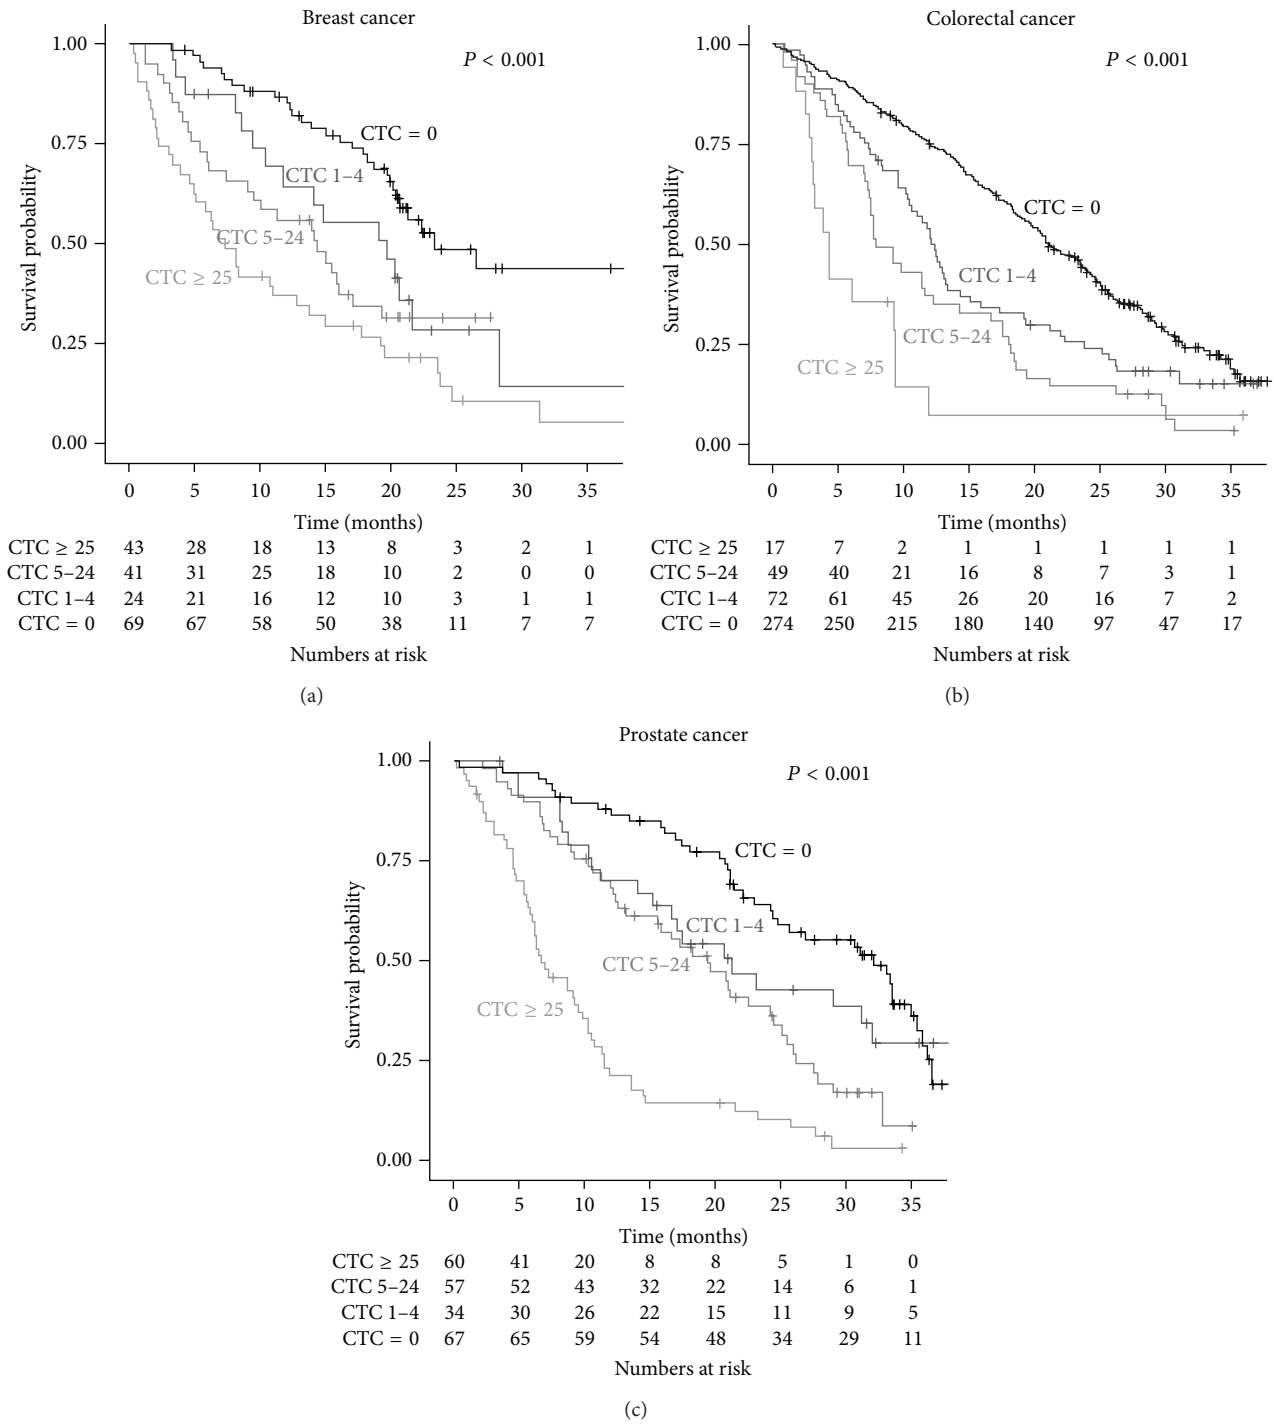 Breast cancer
P < 0.001
1.00
0.75
0.50
0.25
0.00
Survival probability
CTC = 0
CTC 1–4
CTC 5–24
CTC ≥ 25
0 5 10 15 20 25 30 35
Time (months)
CTC ≥ 25 43 28 18 13 8 3 2 1
CTC 5–24 41 31 25 18 10 2 0 0
CTC 1–4 24 21 16 12 10 3 1 1
CTC = 0 69 67 58 50 38 11 7 7
Numbers at risk
(a)
Colorectal cancer
P < 0.001
1.00
0.75
0.50
0.25
0.00
Survival probability
CTC = 0
CTC 1–4
CTC 5–24
CTC ≥ 25
0 5 10 15 20 25 30 35
Time (months)
CTC ≥ 25 17 7 2 1 1 1 1 1
CTC 5–24 49 40 21 16 8 7 3 1
CTC 1–4 72 61 45 26 20 16 7 2
CTC = 0 274 250 215 180 140 97 47 17
Numbers at risk
(b)
Prostate cancer
P < 0.001
1.00
0.75
0.50
0.25
0.00
Survival probability
CTC = 0
CTC 1–4
CTC 5–24
CTC ≥ 25
0 5 10 15 20 25 30 35
Time (months)
CTC ≥ 25 60 41 20 8 8 5 1 0
CTC 5–24 57 52 43 32 22 14 6 1
CTC 1–4 34 30 26 22 15 11 9 5
CTC = 0 67 65 59 54 48 34 29 11
Numbers at risk
(c)